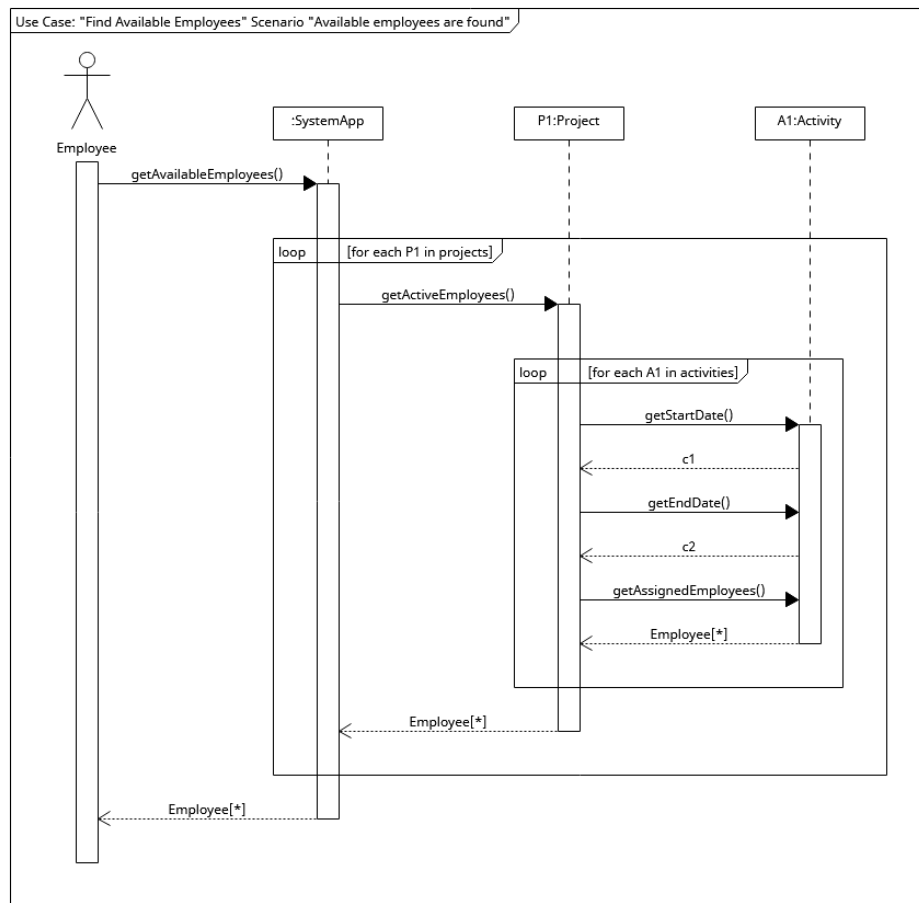 Use Case: "Find Available Employees" Scenario "Available employees are found"
:SystemApp
P1:Project
A1:Activity
Employee
getAvailableEmployees()
loop [for each P1 in projects]
getActiveEmployees()
loop [for each A1 in activities]
getStartDate()
c1
getEndDate()
c2
getAssignedEmployees()
Employee[*]
Employee[*]
Employee[*]